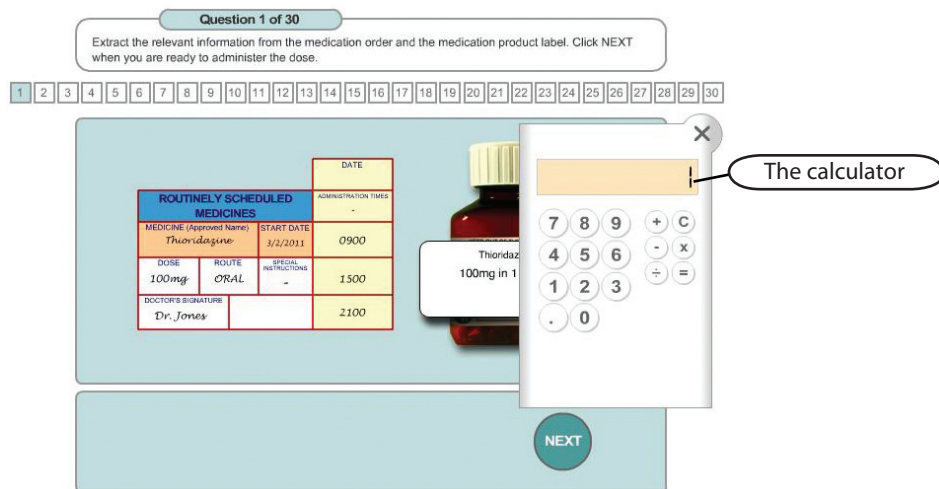 Question 1 of 30
Extract the relevant information from the medication order and the medication product label. Click NEXT
when you are ready to administer the dose.
1 2 3 4 5 6 7 8 9 10 11 12 13 14 15 16 17 18 19 20 21 22 23 24 25 26 27 28 29 30
DATE
ROUTINELY SCHEDULED
MEDICINES
ADMINISTRATION TIMES
-
MEDICINE (Approved Name)
Thioridazine
START DATE
3/2/2011
0900
DOSE
100mg
ROUTE
ORAL
SPECIAL
INSTRUCTIONS
-
1500
DOCTOR'S SIGNATURE
Dr. Jones
2100
Thioridaz
100mg in 1
The calculator
7 8 9 + C
4 5 6 - x
1 2 3 ÷ =
. 0
NEXT